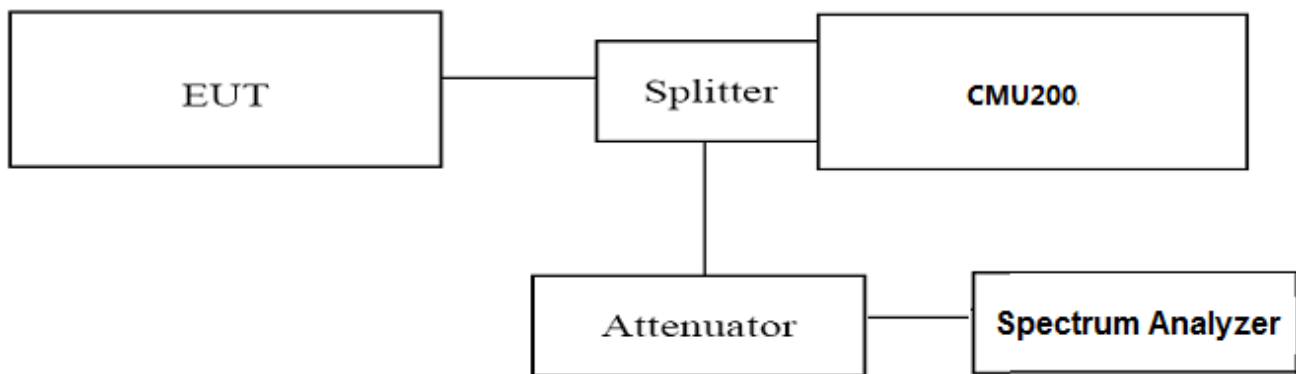 EUT
Splitter
CMU200
Attenuator
Spectrum Analyzer